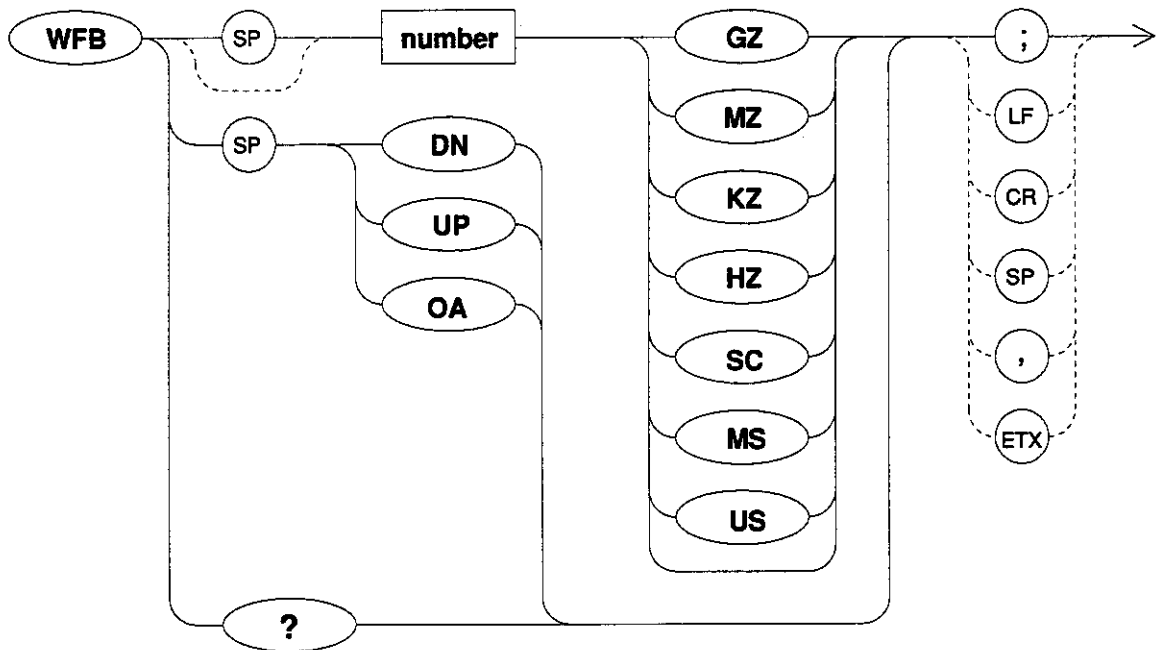 WFB SP number GZ ;
MZ LF
SP DN
KZ CR
UP
HZ SP
OA
SC ,
MS ETX
US
?